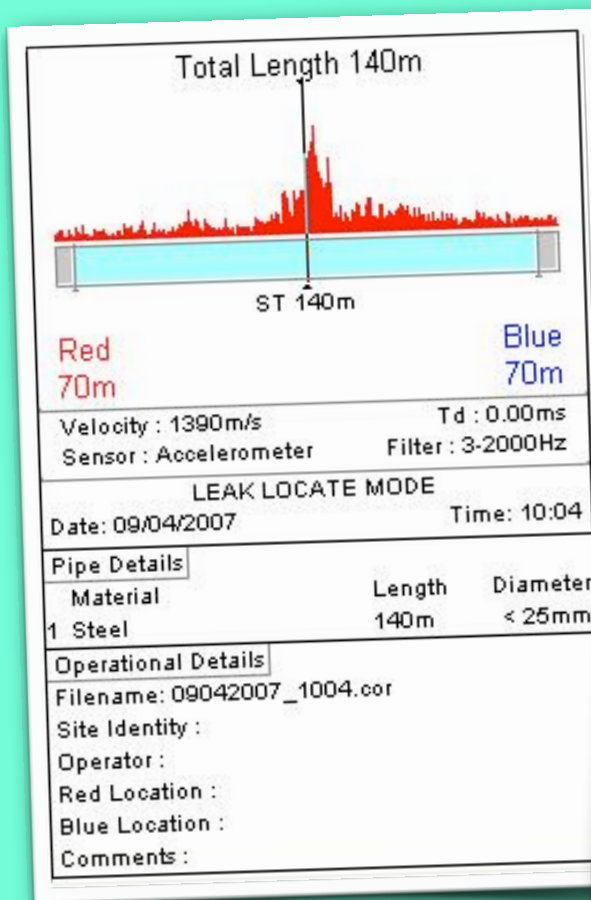 Total Length 140m
ST 140m
Red Blue
70m 70m
Velocity : 1390m/s Td : 0.00ms
Sensor : Accelerometer Filter : 3-2000Hz
LEAK LOCATE MODE
Date: 09/04/2007 Time: 10:04
Pipe Details
Material Length Diameter
1 Steel 140m < 25mm
Operational Details
Filename: 09042007_1004.cor
Site Identity :
Operator :
Red Location :
Blue Location :
Comments :